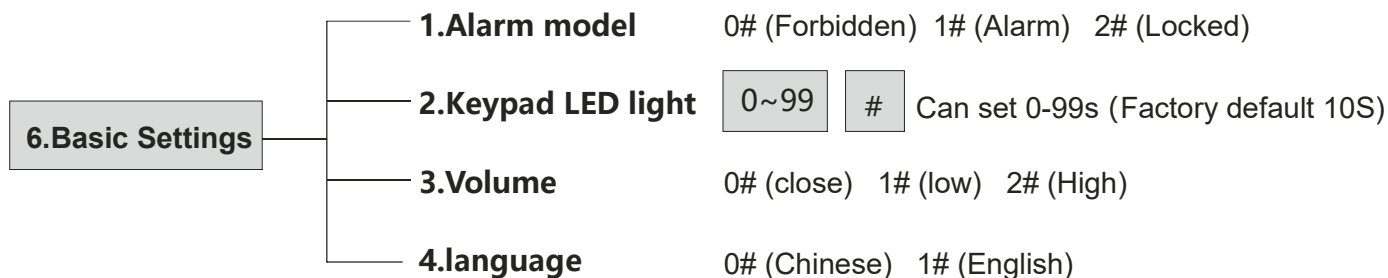 1.Alarm model 0# (Forbidden) 1# (Alarm) 2# (Locked)
2.Keypad LED light 0~99 # Can set 0-99s (Factory default 10S)
6.Basic Settings
3.Volume 0# (close) 1# (low) 2# (High)
4.language 0# (Chinese) 1# (English)